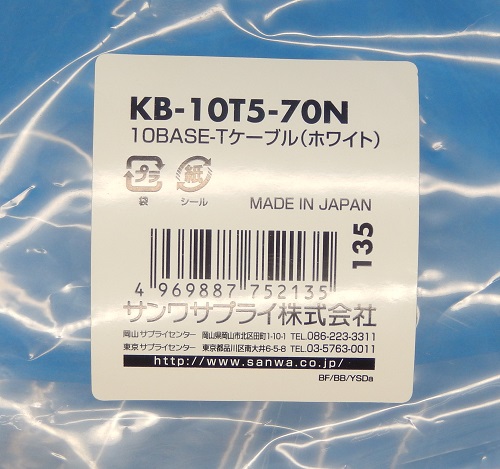 KB-10T5-70N
10BASE-Tケーブル(ホワイト)
プラ 紙
袋 シール
MADE IN JAPAN
135
4 969887 752135
サンワサプライ株式会社
岡山サプライセンター 岡山県岡山市北区田町1-10-1 TEL.086-223-3311
東京サプライセンター 東京都品川区南大井6-5-8 TEL.03-5763-0011
http://www.sanwa.co.jp/
BF/BB/YSDa